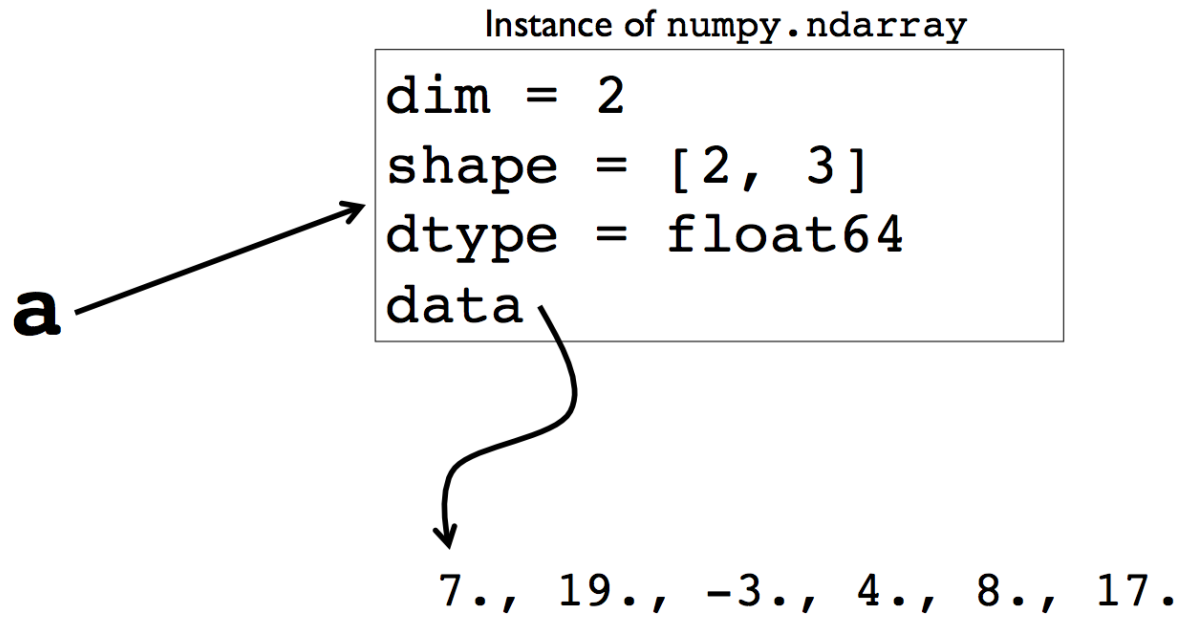 Instance of numpy.ndarray
dim = 2
shape = [2, 3]
dtype = float64
a
data
7., 19., -3., 4., 8., 17.